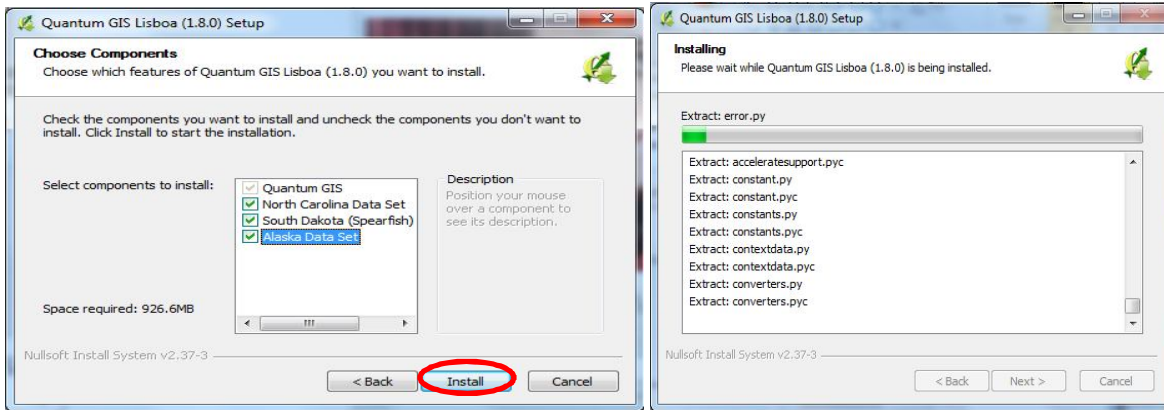 Quantum GIS Lisboa (1.8.0) Setup
Choose Components
Choose which features of Quantum GIS Lisboa (1.8.0) you want to install.
Check the components you want to install and uncheck the components you don't want to
install. Click Install to start the installation.
Select components to install:
Quantum GIS
North Carolina Data Set
South Dakota (Spearfish)
Alaska Data Set
Description
Position your mouse
over a component to
see its description.
Space required: 926.6MB
Nullsoft Install System v2.37-3
< Back
Install
Cancel
Quantum GIS Lisboa (1.8.0) Setup
Installing
Please wait while Quantum GIS Lisboa (1.8.0) is being installed.
Extract: error.py
Extract: acceleratesupport.pyc
Extract: constant.py
Extract: constant.pyc
Extract: constants.py
Extract: constants.pyc
Extract: contextdata.py
Extract: contextdata.pyc
Extract: converters.py
Extract: converters.pyc
Nullsoft Install System v2.37-3
< Back
Next >
Cancel